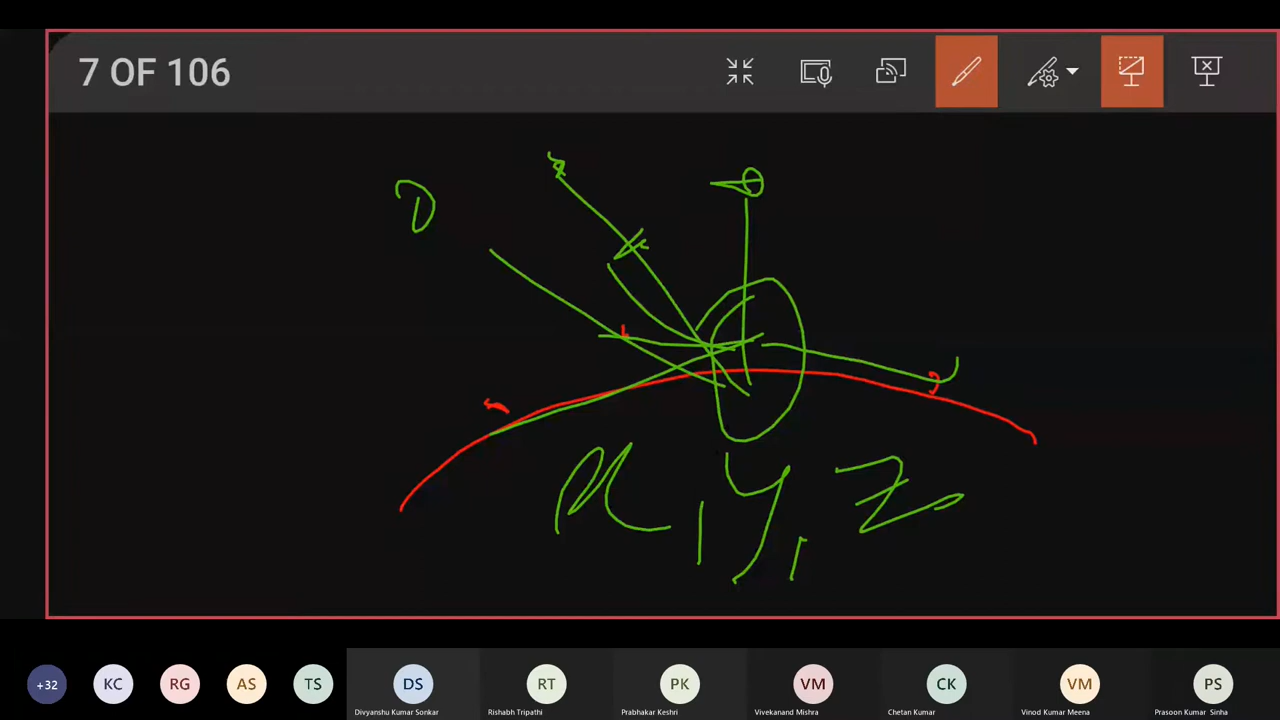 7 OF 106
D
x, y, z
+32 KC RG AS TS DS RT PK VM CK VM PS
Divyanshu Kumar Sonkar Rishabh Tripathi Prabhakar Keshri Vivekanand Mishra Chetan Kumar Vinod Kumar Meena Prasoon Kumar Sinha